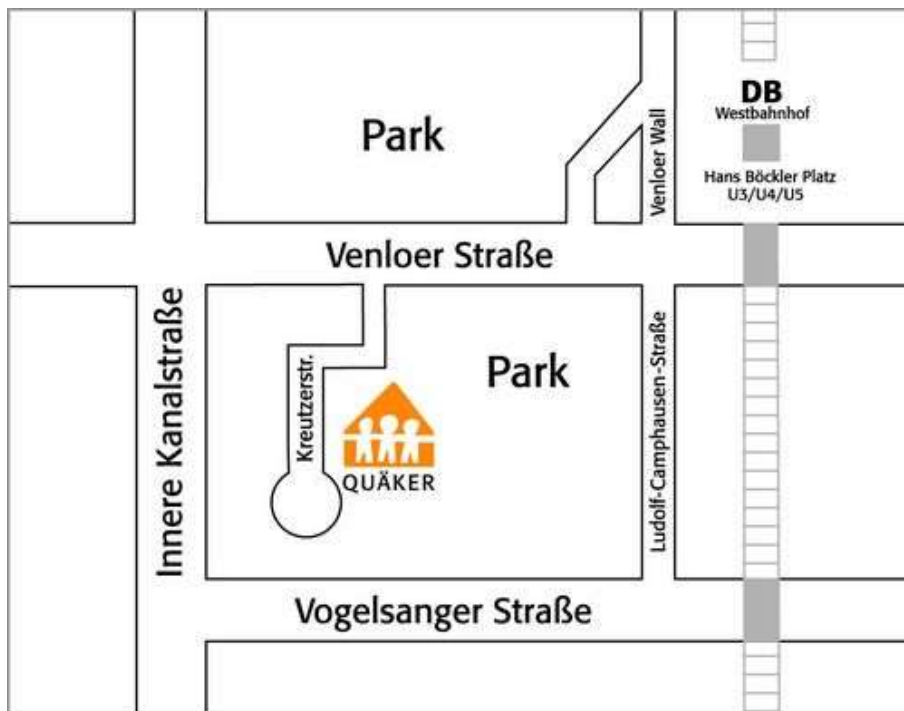 DB
Westbahnhof
Park
Venloer Wall
Hans Böckler Platz
U3/U4/U5
Venloer Straße
Innere Kanalstraße
Kreutzerstr.
Park
Ludolf-Camphausen-Straße
QUÄKER
Vogelsanger Straße